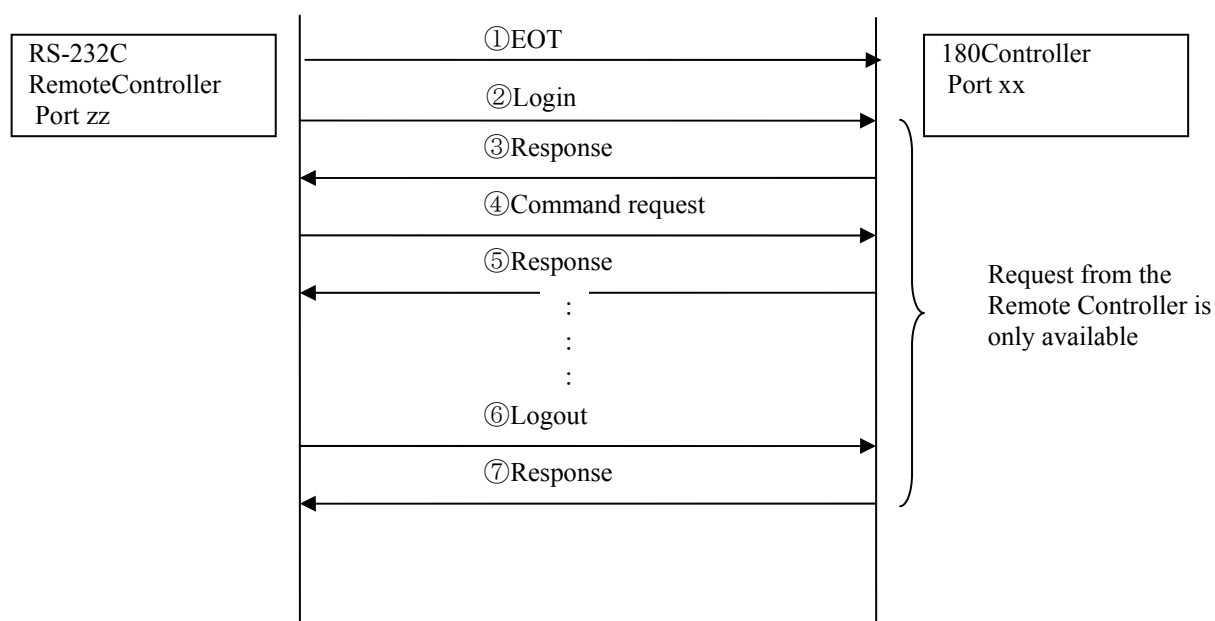 RS-232C
RemoteController
Port zz
①EOT
180Controller
Port xx
②Login
③Response
④Command request
⑤Response
:
:
:
Request from the
Remote Controller is
only available
⑥Logout
⑦Response